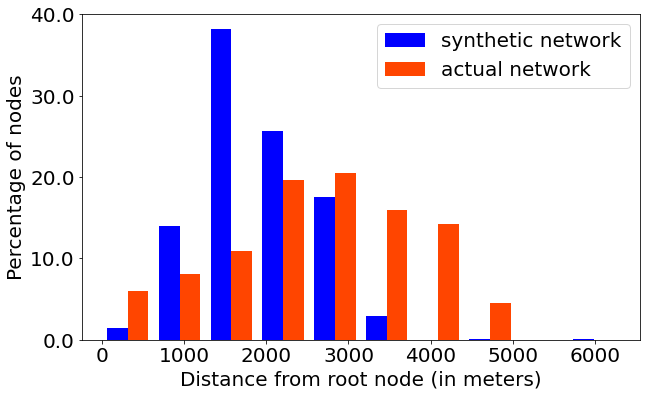 synthetic network
actual network
Percentage of nodes
40.0
30.0
20.0
10.0
0.0
0 1000 2000 3000 4000 5000 6000
Distance from root node (in meters)